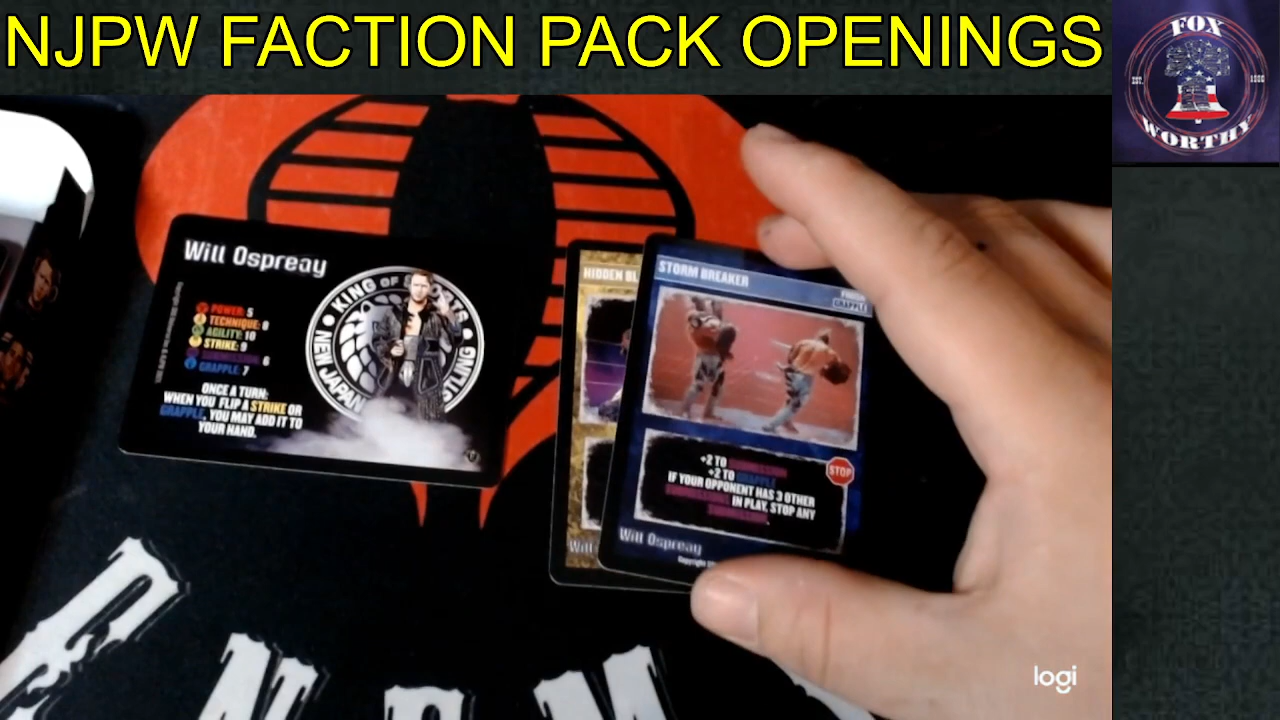 NJPW FACTION PACK OPENINGS
FOX
WORTHY
Will Ospreay
KING OF SPORTS
NEW JAPAN
POWER: 5
TECHNIQUE: 8
AGILITY: 10
STRIKE: 9
SUBMISSION: 6
GRAPPLE: 7
ONCE A TURN:
WHEN YOU FLIP A STRIKE OR
GRAPPLE, YOU MAY ADD IT TO
YOUR HAND.
HIDDEN BL
Will
STORM BREAKER
FINISH
GRAPPLE
+2 TO SUBMISSION
+2 TO GRAPPLE
IF YOUR OPPONENT HAS 3 OTHER
SUBMISSIONS IN PLAY, STOP ANY
SUBMISSION.
STOP
Will Ospreay
Copyright
logi